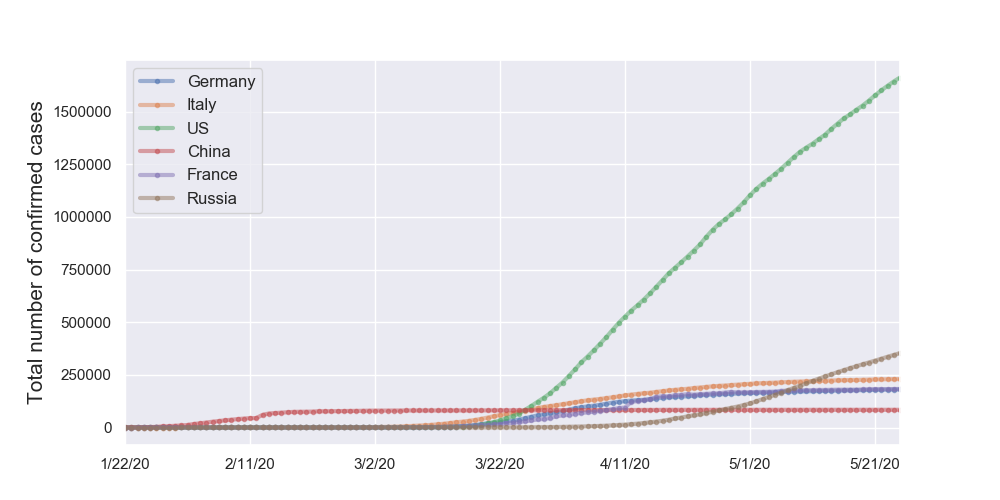 Total number of confirmed cases
1500000
1250000
1000000
750000
500000
250000
0
Germany
Italy
US
China
France
Russia
1/22/20
2/11/20
3/2/20
3/22/20
4/11/20
5/1/20
5/21/20